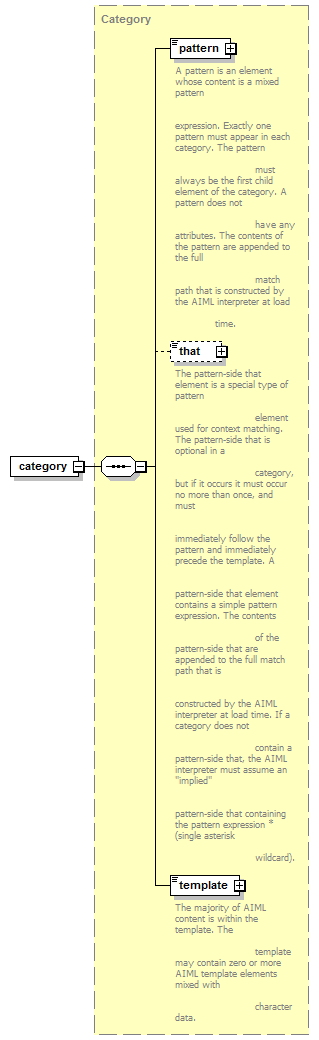 Category
pattern
A pattern is an element
whose content is a mixed
pattern
expression. Exactly one
pattern must appear in each
category. The pattern
must
always be the first child
element of the category. A
pattern does not
have any
attributes. The contents of
the pattern are appended to
the full
match
path that is constructed by
the AIML interpreter at load
time.
that
The pattern-side that
element is a special type of
pattern
element
used for context matching.
The pattern-side that is
optional in a
category
category,
but if it occurs it must occur
no more than once, and
must
immediately follow the
pattern and immediately
precede the template. A
pattern-side that element
contains a simple pattern
expression. The contents
of the
pattern-side that are
appended to the full match
path that is
constructed by the AIML
interpreter at load time. If a
category does not
contain a
pattern-side that, the AIML
interpreter must assume an
"implied"
pattern-side that containing
the pattern expression *
(single asterisk
wildcard).
template
The majority of AIML
content is within the
template. The
template
may contain zero or more
AIML template elements
mixed with
character
data.